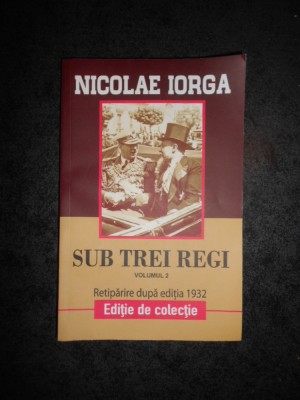 NICOLAE IORGA
SUB TREI REGI
VOLUMUL 2
Retipărire după ediția 1932
Ediție de colecție